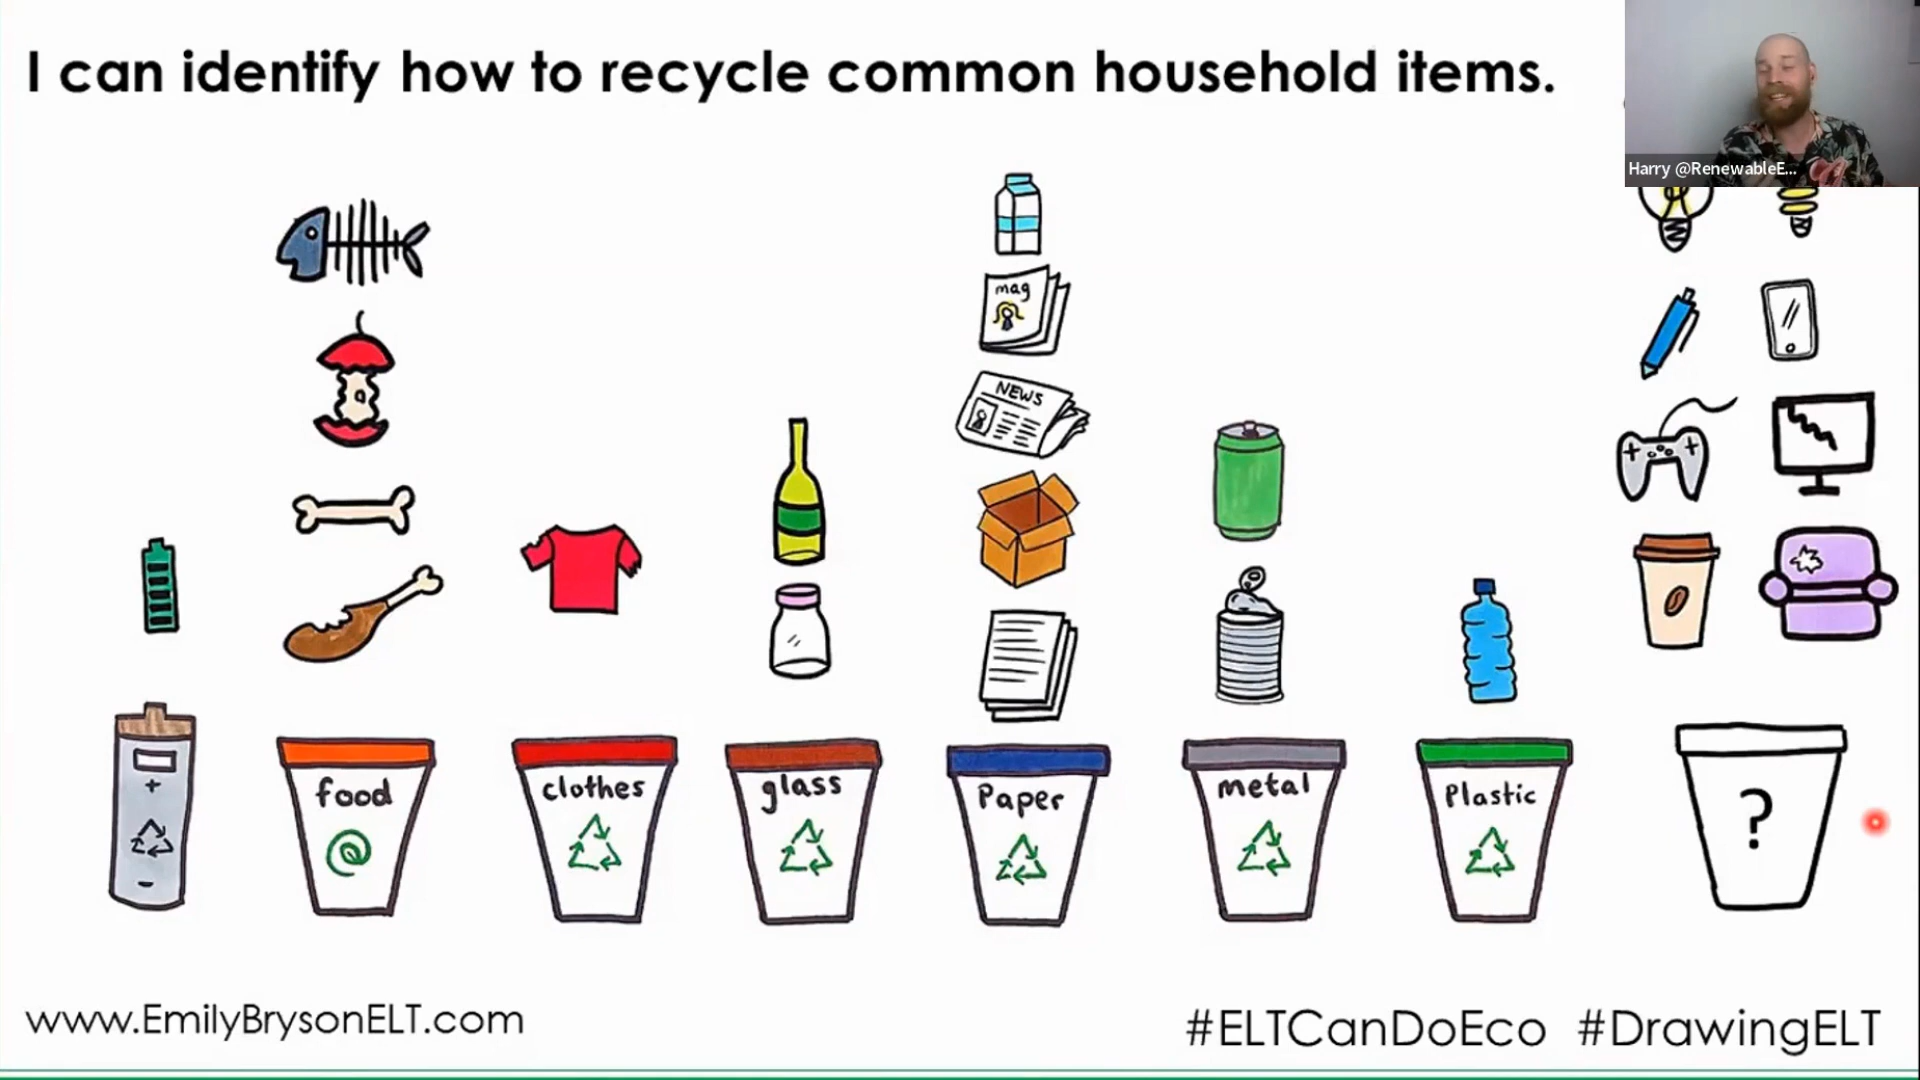 I can identify how to recycle common household items.
Harry @RenewableE...
mag
NEWS
food
clothes
glass
Paper
metal
Plastic
?
www.EmilyBrysonELT.com
#ELTCanDoEco #DrawingELT